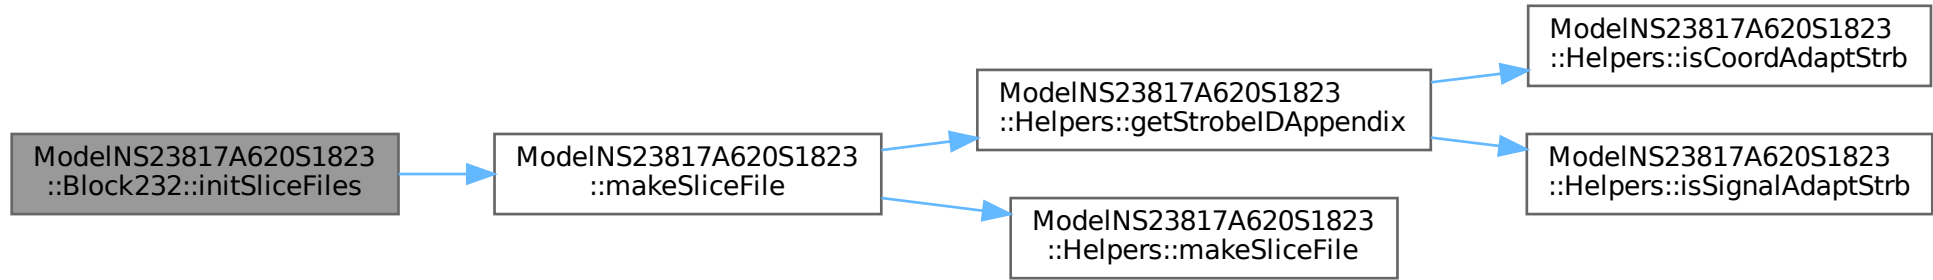 ModelNS23817A620S1823
::Block232::initSliceFiles
ModelNS23817A620S1823
::makeSliceFile
ModelNS23817A620S1823
::Helpers::getStrobeIDAppendix
ModelNS23817A620S1823
::Helpers::isCoordAdaptStrb
ModelNS23817A620S1823
::Helpers::isSignalAdaptStrb
ModelNS23817A620S1823
::Helpers::makeSliceFile